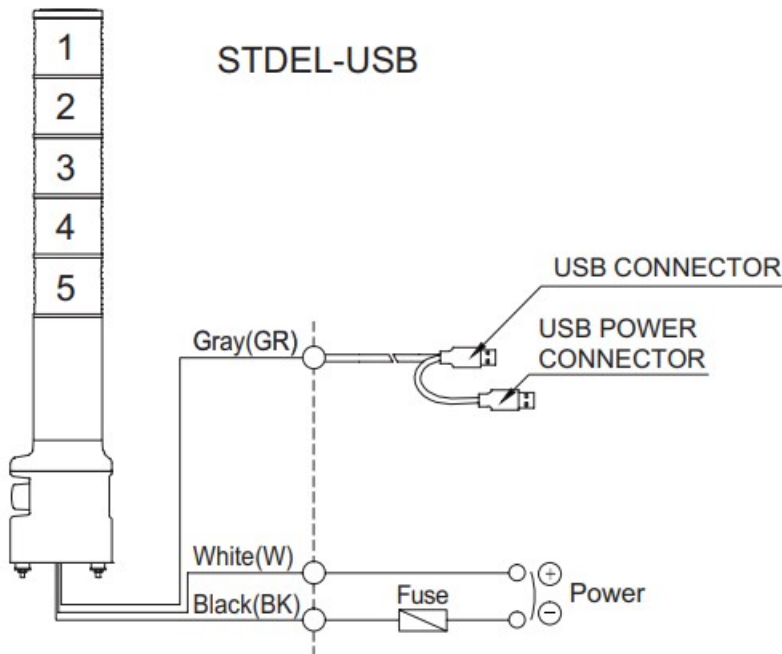 STDEL-USB
1
2
3
4
5
USB CONNECTOR
USB POWER
CONNECTOR
Gray(GR)
White(W)
Black(BK)
Fuse
+
−
Power